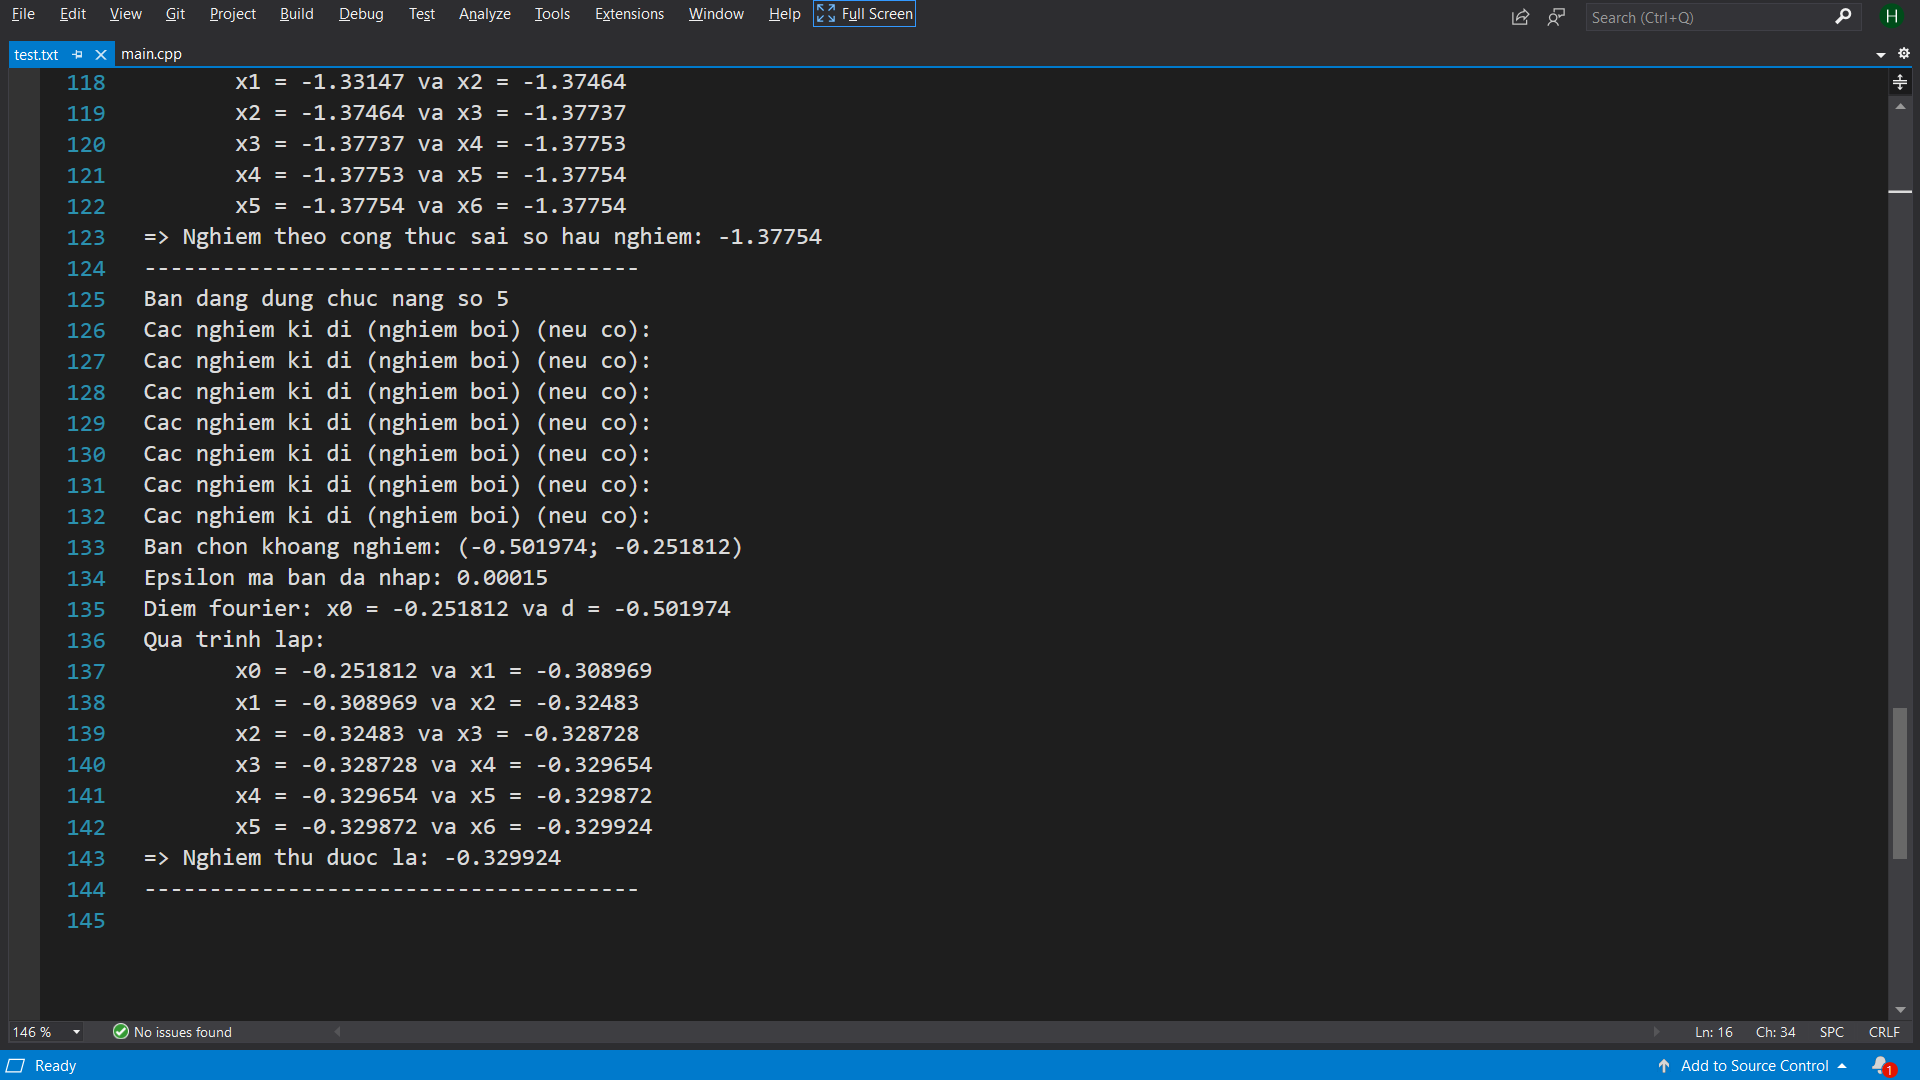 File Edit View Git Project Build Debug Test Analyze Tools Extensions Window Help Full Screen Search (Ctrl+Q) H
test.txt main.cpp
118 x1 = -1.33147 va x2 = -1.37464
119 x2 = -1.37464 va x3 = -1.37737
120 x3 = -1.37737 va x4 = -1.37753
121 x4 = -1.37753 va x5 = -1.37754
122 x5 = -1.37754 va x6 = -1.37754
123 => Nghiem theo cong thuc sai so hau nghiem: -1.37754
124 --------------------------------------
125 Ban dang dung chuc nang so 5
126 Cac nghiem ki di (nghiem boi) (neu co):
127 Cac nghiem ki di (nghiem boi) (neu co):
128 Cac nghiem ki di (nghiem boi) (neu co):
129 Cac nghiem ki di (nghiem boi) (neu co):
130 Cac nghiem ki di (nghiem boi) (neu co):
131 Cac nghiem ki di (nghiem boi) (neu co):
132 Cac nghiem ki di (nghiem boi) (neu co):
133 Ban chon khoang nghiem: (-0.501974; -0.251812)
134 Epsilon ma ban da nhap: 0.00015
135 Diem fourier: x0 = -0.251812 va d = -0.501974
136 Qua trinh lap:
137 x0 = -0.251812 va x1 = -0.308969
138 x1 = -0.308969 va x2 = -0.32483
139 x2 = -0.32483 va x3 = -0.328728
140 x3 = -0.328728 va x4 = -0.329654
141 x4 = -0.329654 va x5 = -0.329872
142 x5 = -0.329872 va x6 = -0.329924
143 => Nghiem thu duoc la: -0.329924
144 --------------------------------------
145
146 % No issues found Ln: 16 Ch: 34 SPC CRLF
Ready Add to Source Control 1